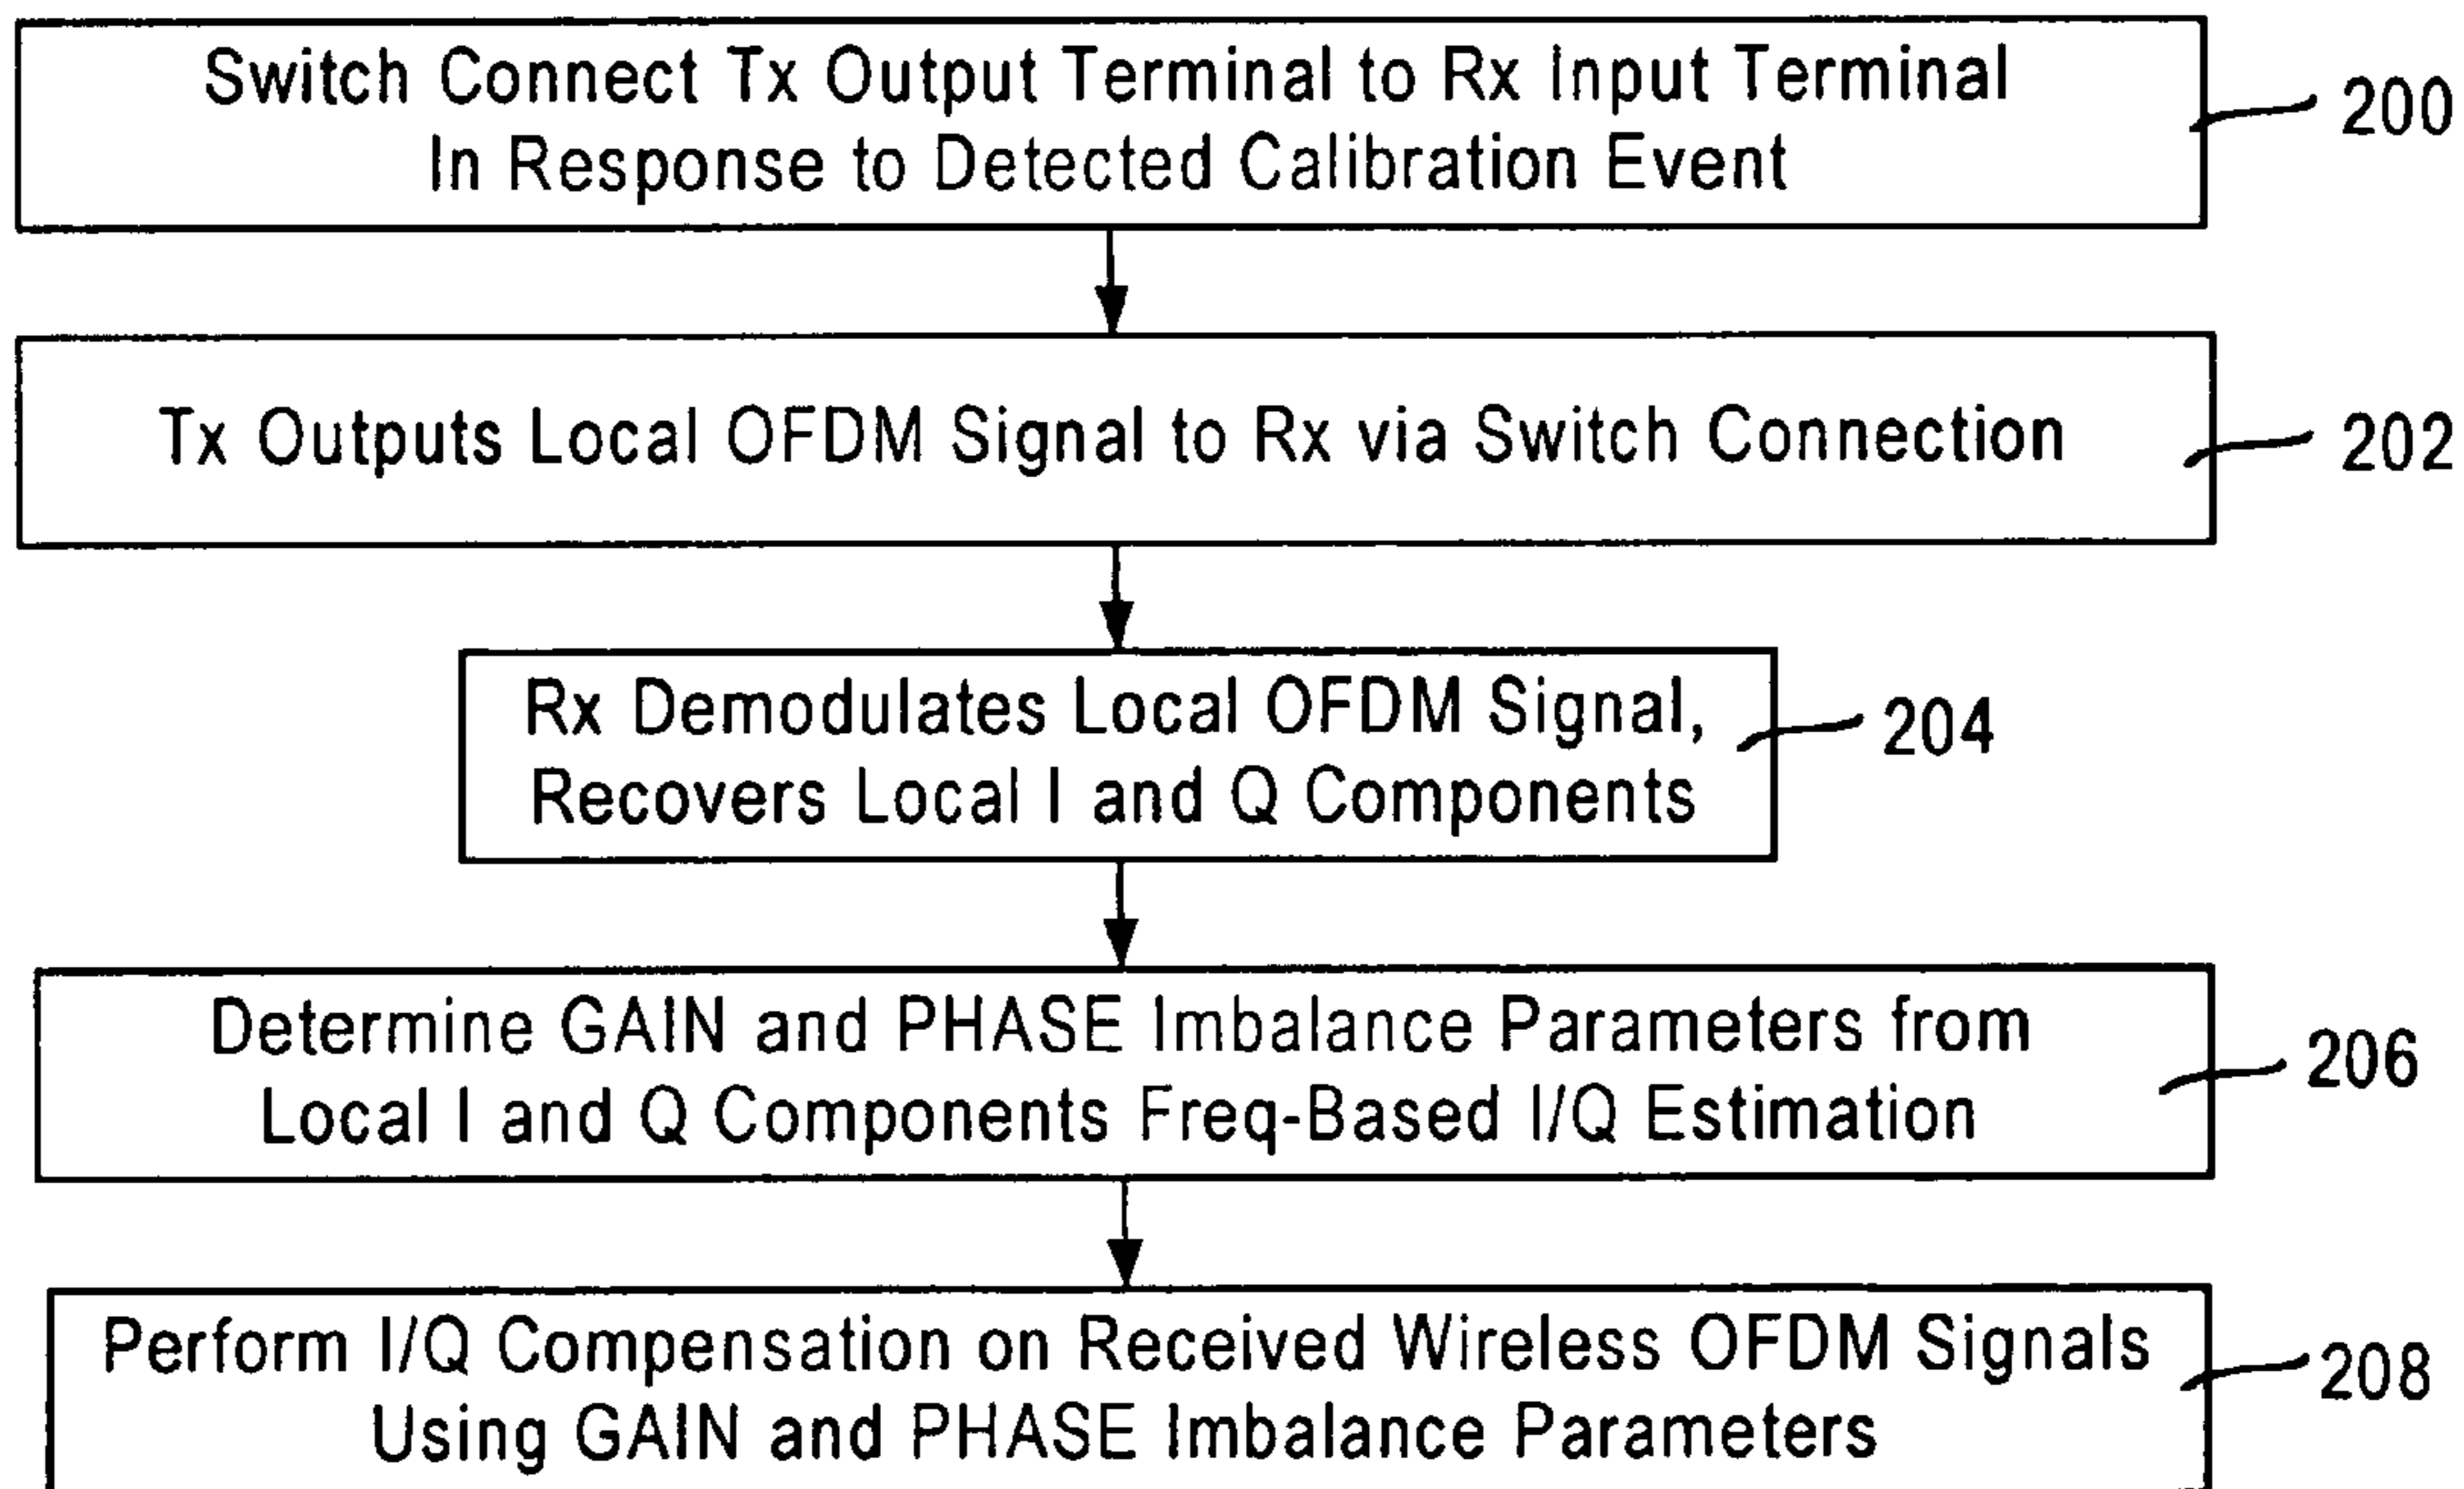 Switch Connect Tx Output Terminal to Rx Input Terminal
In Response to Detected Calibration Event
200
Tx Outputs Local OFDM Signal to Rx via Switch Connection
202
Rx Demodulates Local OFDM Signal,
Recovers Local I and Q Components
204
Determine GAIN and PHASE Imbalance Parameters from
Local I and Q Components Freq-Based I/Q Estimation
206
Perform I/Q Compensation on Received Wireless OFDM Signals
Using GAIN and PHASE Imbalance Parameters
208